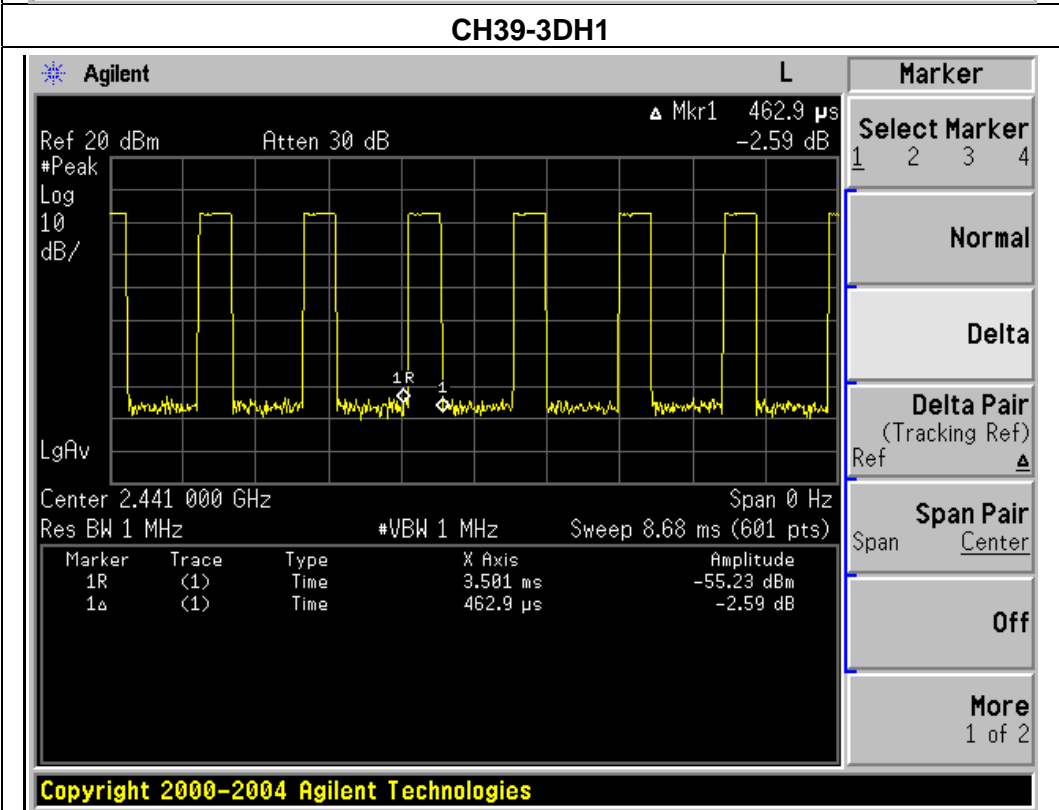 CH39-3DH1
Agilent L Marker
Δ Mkr1 462.9 µs
Ref 20 dBm Atten 30 dB -2.59 dB
#Peak
Log
10
dB/
1R
1
LgAv
Center 2.441 000 GHz Span 0 Hz
Res BW 1 MHz #VBW 1 MHz Sweep 8.68 ms (601 pts)
Marker Trace Type X Axis Amplitude
1R (1) Time 3.501 ms -55.23 dBm
1Δ (1) Time 462.9 µs -2.59 dB
Select Marker
1 2 3 4
Normal
Delta
Delta Pair
(Tracking Ref)
Ref Δ
Span Pair
Span Center
Off
More
1 of 2
Copyright 2000-2004 Agilent Technologies